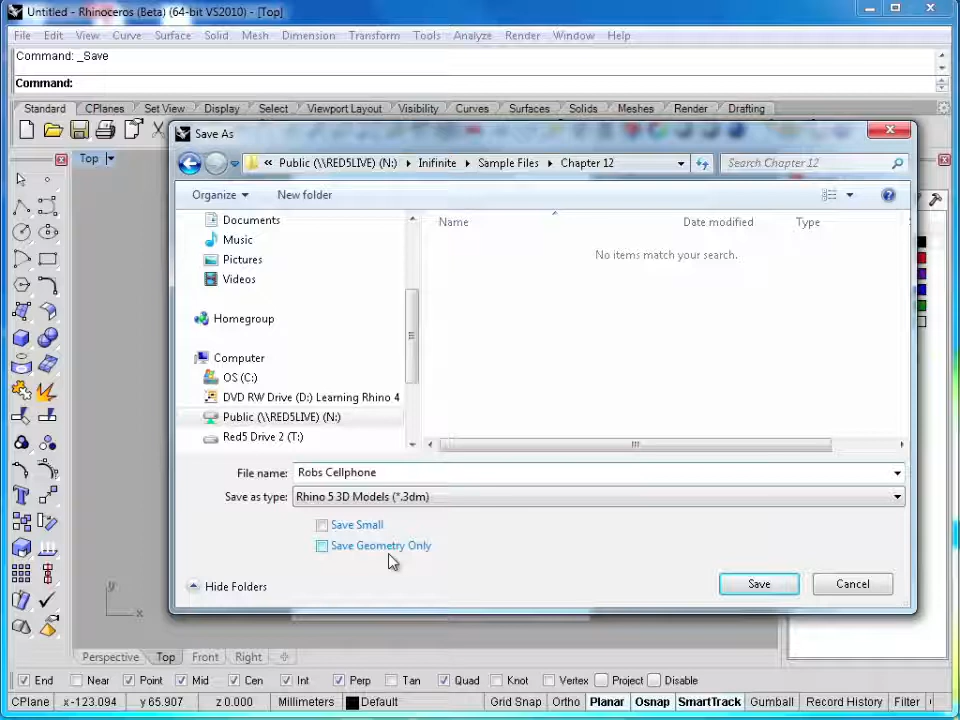 Untitled - Rhinoceros (Beta) (64-bit VS2010) - [Top]
File Edit View Curve Surface Solid Mesh Dimension Transform Tools Analyze Render Window Help
Command: _Save
Command:
Standard CPlanes Set View Display Select Viewport Layout Visibility Curves Surfaces Solids Meshes Render Drafting
Save As
Top
« Public (\\RED5LIVE) (N:) Inifinite Sample Files Chapter 12 Search Chapter 12
Organize New folder
Documents
Music
Pictures
Videos
Homegroup
Computer
OS (C:)
DVD RW Drive (D:) Learning Rhino 4
Public (\\RED5LIVE) (N:)
Red5 Drive 2 (T:)
Name Date modified Type
No items match your search.
File name: Robs Cellphone
Save as type: Rhino 5 3D Models (*.3dm)
Save Small
Save Geometry Only
Hide Folders Save Cancel
y
x
Perspective Top Front Right
End Near Point Mid Cen Int Perp Tan Quad Knot Vertex Project Disable
CPlane x-123.094 y 65.907 z 0.000 Millimeters Default Grid Snap Ortho Planar Osnap SmartTrack Gumball Record History Filter